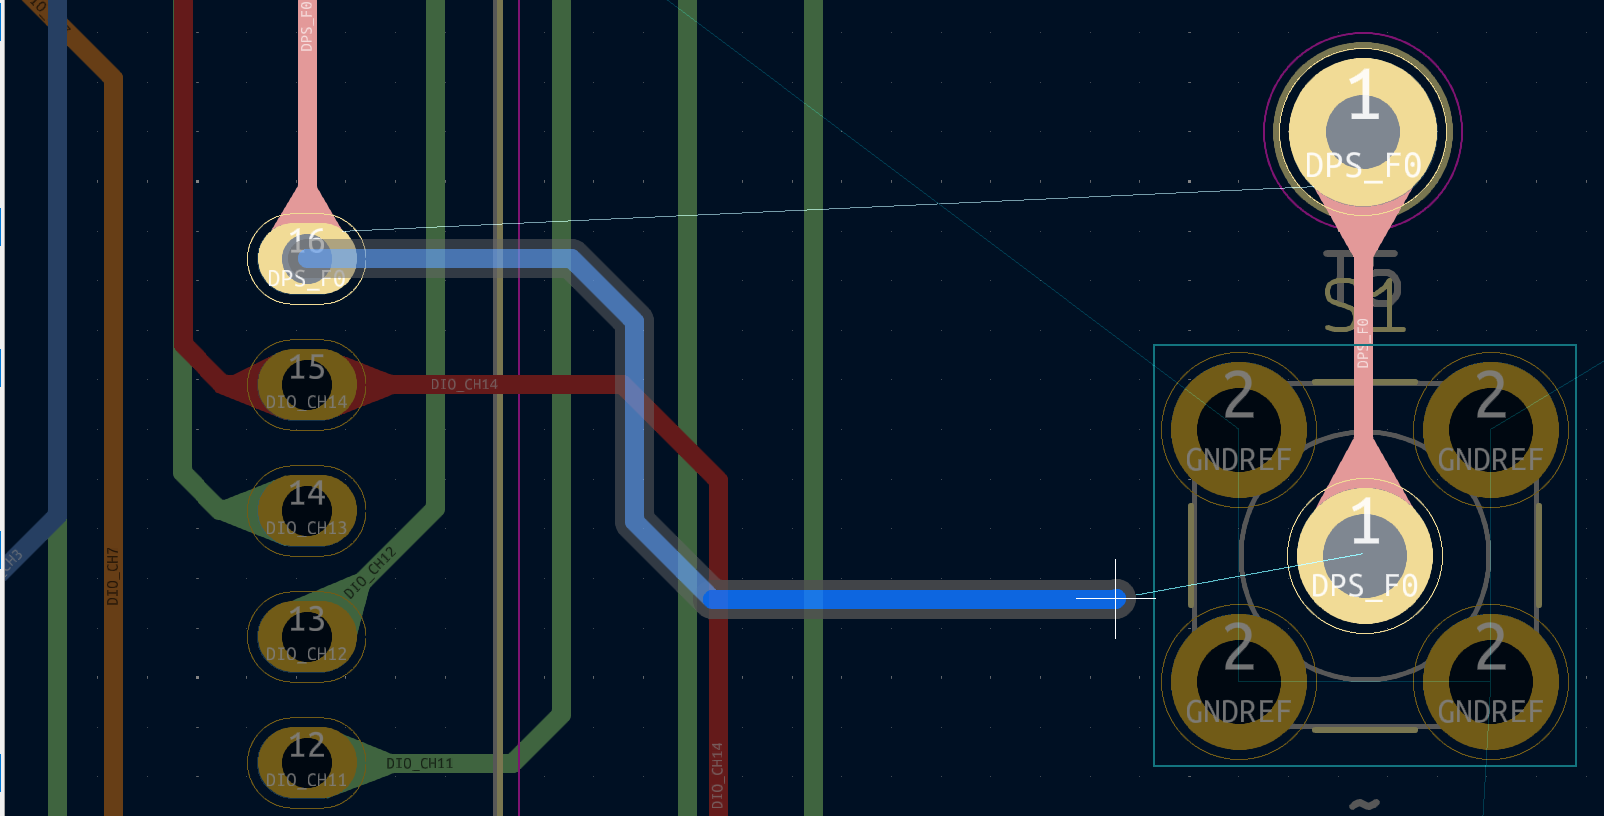 DPS_F0
1
DPS_F0
16
DPS_F0
S1
DPS_F0
15
DIO_CH14
DIO_CH14
2
GNDREF
2
GNDREF
14
DIO_CH13
1
DPS_F0
DIO_CH7
DIO_CH12
13
DIO_CH12
2
GNDREF
2
GNDREF
12
DIO_CH11
DIO_CH11
DIO_CH14
~